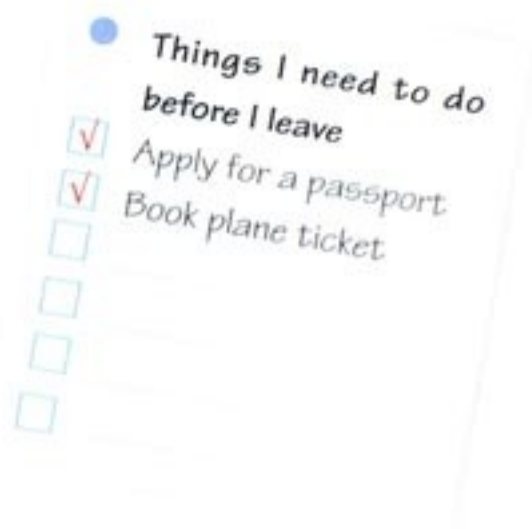 Things I need to do
before I leave
√ Apply for a passport
√ Book plane ticket